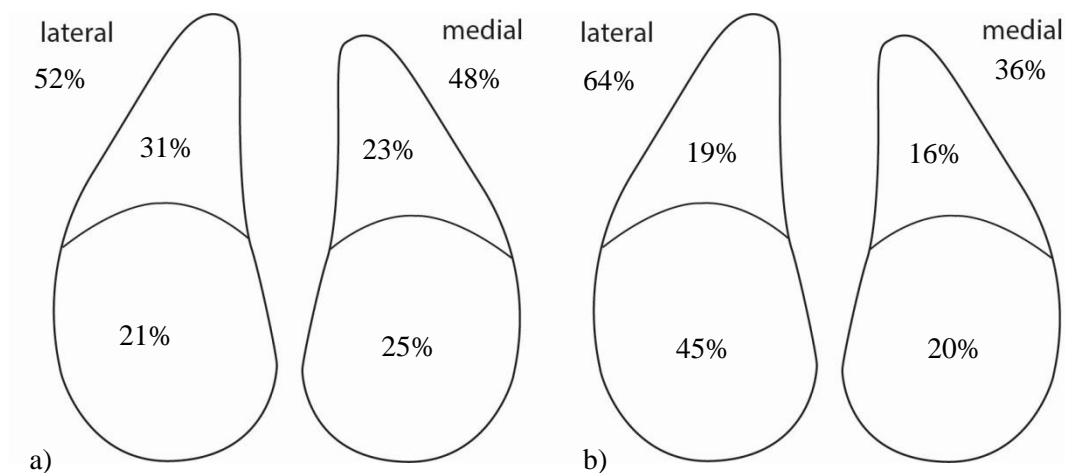 lateral
52%
medial
48%
31%
23%
21%
25%
a)
lateral
64%
medial
36%
19%
16%
45%
20%
b)